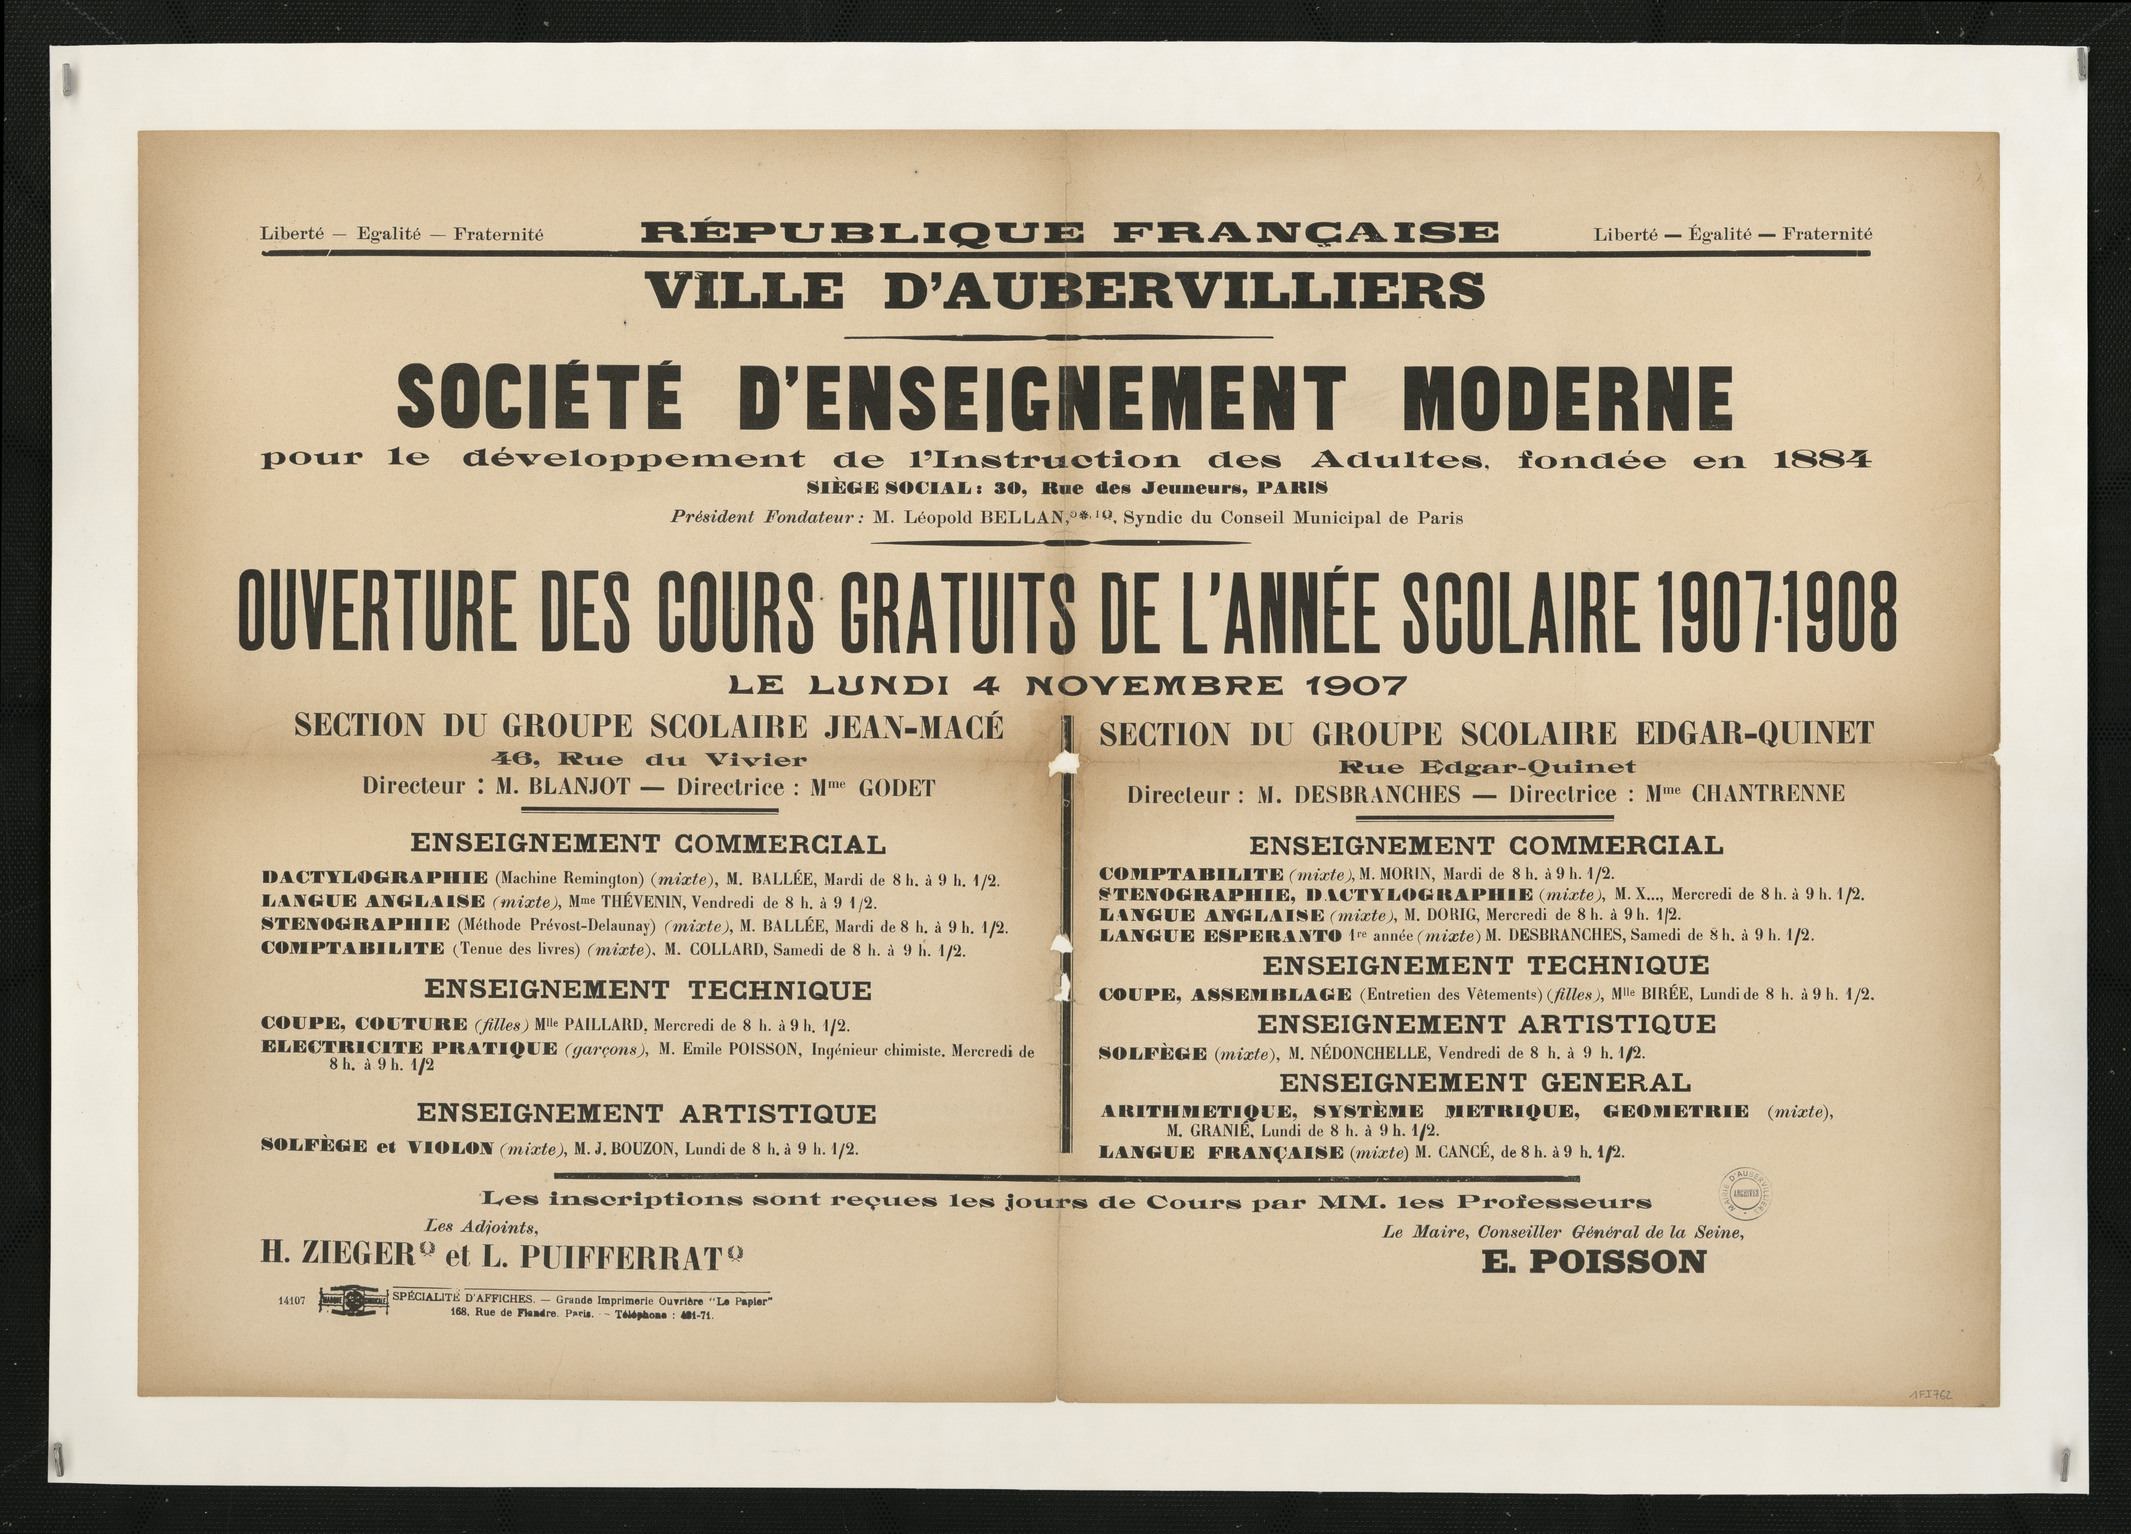 Liberté — Egalité — Fraternité
RÉPUBLIQUE FRANÇAISE
Liberté — Égalité — Fraternité
VILLE D'AUBERVILLIERS
SOCIÉTÉ D'ENSEIGNEMENT MODERNE
pour le développement de l'Instruction des Adultes, fondée en 1884
SIÈGE SOCIAL : 30, Rue des Jeuneurs, PARIS
Président Fondateur : M. Léopold BELLAN, Syndic du Conseil Municipal de Paris
OUVERTURE DES COURS GRATUITS DE L'ANNÉE SCOLAIRE 1907-1908
LE LUNDI 4 NOVEMBRE 1907
SECTION DU GROUPE SCOLAIRE JEAN-MACÉ
46, Rue du Vivier
Directeur : M. BLANJOT — Directrice : Mme GODET
ENSEIGNEMENT COMMERCIAL
DACTYLOGRAPHIE (Machine Remington) (mixte), M. BALLÉE, Mardi de 8 h. à 9 h. 1/2.
LANGUE ANGLAISE (mixte), Mme THÉVENIN, Vendredi de 8 h. à 9 1/2.
STENOGRAPHIE (Méthode Prévost-Delaunay) (mixte), M. BALLÉE, Mardi de 8 h. à 9 h. 1/2.
COMPTABILITE (Tenue des livres) (mixte). M. COLLARD, Samedi de 8 h. à 9 h. 1/2.
ENSEIGNEMENT TECHNIQUE
COUPE, COUTURE (filles) Mlle PAILLARD, Mercredi de 8 h. à 9 h. 1/2.
ELECTRICITE PRATIQUE (garçons), M. Emile POISSON, Ingénieur chimiste. Mercredi de
8 h. à 9 h. 1/2
ENSEIGNEMENT ARTISTIQUE
SOLFÈGE et VIOLON (mixte), M. J. BOUZON, Lundi de 8 h. à 9 h. 1/2.
SECTION DU GROUPE SCOLAIRE EDGAR-QUINET
Rue Edgar-Quinet
Directeur : M. DESBRANCHES — Directrice : Mme CHANTRENNE
ENSEIGNEMENT COMMERCIAL
COMPTABILITE (mixte), M. MORIN, Mardi de 8 h. à 9 h. 1/2.
STENOGRAPHIE, DACTYLOGRAPHIE (mixte), M. X..., Mercredi de 8 h. à 9 h. 1/2.
LANGUE ANGLAISE (mixte), M. DORIG, Mercredi de 8 h. à 9 h. 1/2.
LANGUE ESPERANTO 1re année (mixte) M. DESBRANCHES, Samedi de 8 h. à 9 h. 1/2.
ENSEIGNEMENT TECHNIQUE
COUPE, ASSEMBLAGE (Entretien des Vêtements) (filles), Mlle BIRÉE, Lundi de 8 h. à 9 h. 1/2.
ENSEIGNEMENT ARTISTIQUE
SOLFÈGE (mixte), M. NÉDONCHELLE, Vendredi de 8 h. à 9 h. 1/2.
ENSEIGNEMENT GENERAL
ARITHMETIQUE, SYSTÈME METRIQUE, GEOMETRIE (mixte),
M. GRANIÉ, Lundi de 8 h. à 9 h. 1/2.
LANGUE FRANÇAISE (mixte) M. CANCÉ, de 8 h. à 9 h. 1/2.
Les inscriptions sont reçues les jours de Cours par MM. les Professeurs
MAIRIE D'AUBERVILLIERS
ARCHIVES
Les Adjoints,
H. ZIEGER et L. PUIFFERRAT
Le Maire, Conseiller Général de la Seine,
E. POISSON
14107 SPÉCIALITÉ D'AFFICHES. — Grande Imprimerie Ouvrière "Le Papier"
168, Rue de Flandre. Paris. — Téléphone :
1FI762